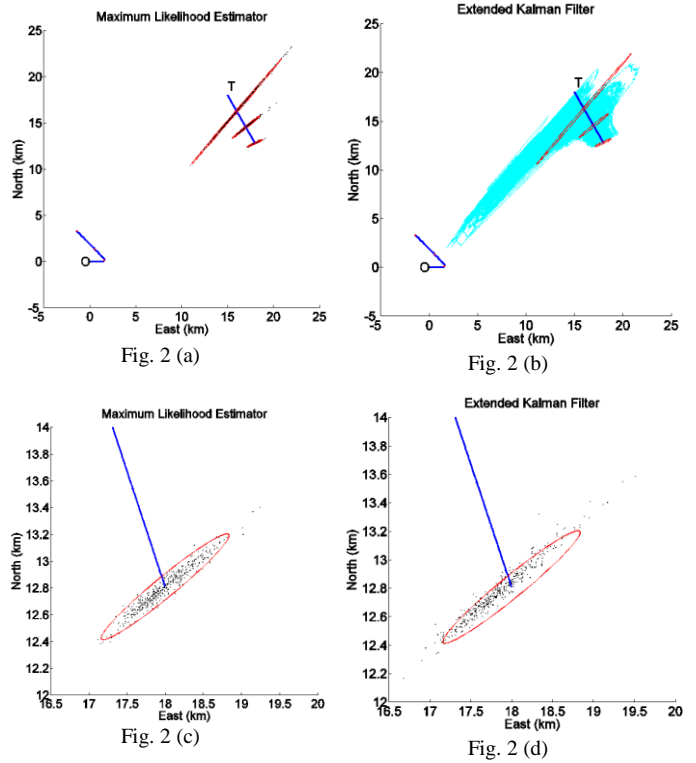 Maximum Likelihood Estimator
25
20
15
10
5
0
-5
North (km)
T
O
-5 0 5 10 15 20 25
East (km)
Fig. 2 (a)
Extended Kalman Filter
25
20
15
10
5
0
-5
North (km)
T
O
-5 0 5 10 15 20 25
East (km)
Fig. 2 (b)
Maximum Likelihood Estimator
14
13.8
13.6
13.4
13.2
13
12.8
12.6
12.4
12.2
12
North (km)
16.5 17 17.5 18 18.5 19 19.5 20
East (km)
Fig. 2 (c)
Extended Kalman Filter
14
13.8
13.6
13.4
13.2
13
12.8
12.6
12.4
12.2
12
North (km)
16.5 17 17.5 18 18.5 19 19.5 20
East (km)
Fig. 2 (d)